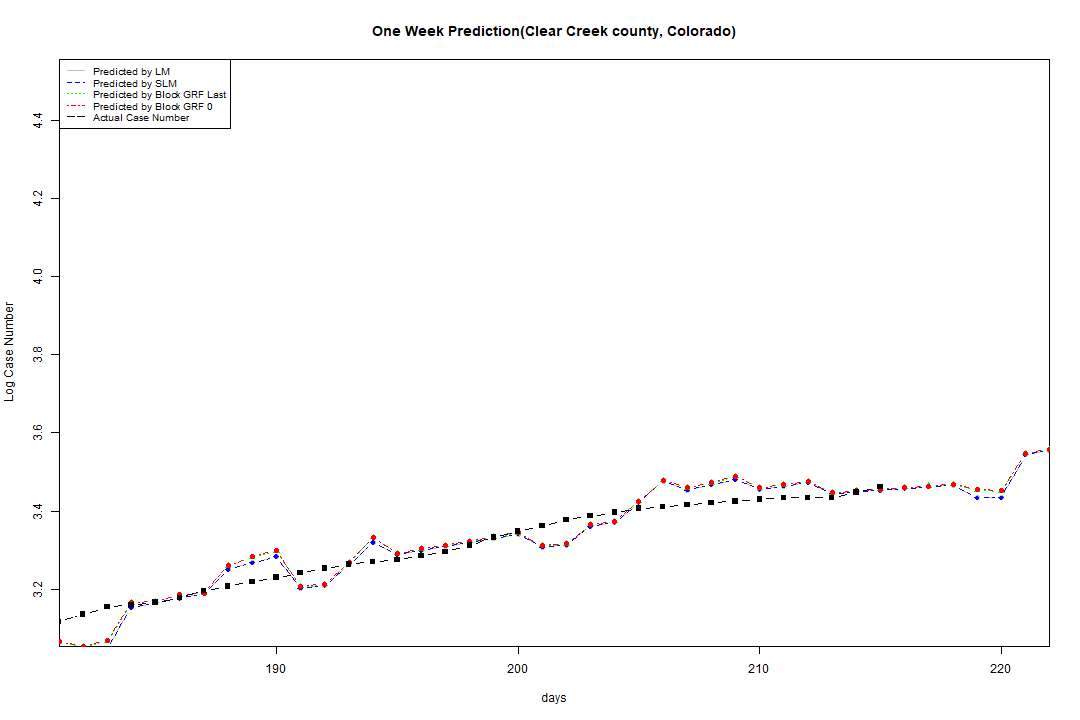 One Week Prediction(Clear Creek county, Colorado)
Predicted by LM
Predicted by SLM
Predicted by Block GRF Last
Predicted by Block GRF 0
Actual Case Number
4.4
4.2
4.0
3.8
3.6
3.4
3.2
Log Case Number
190
200
210
220
days